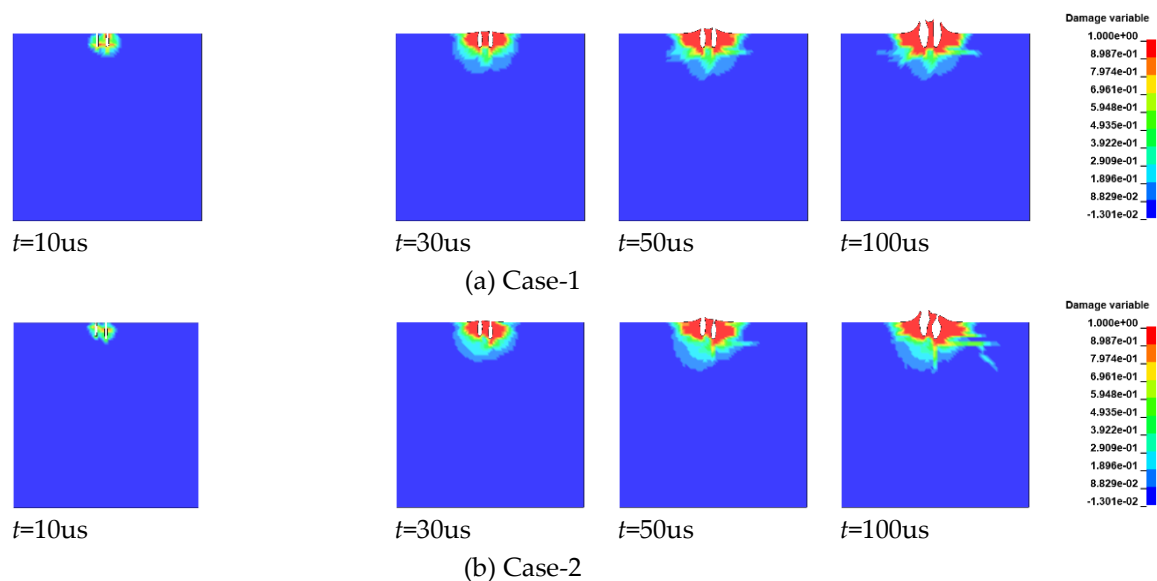 Damage variable
1.000e+00
8.987e-01
7.974e-01
6.961e-01
5.948e-01
4.935e-01
3.922e-01
2.909e-01
1.896e-01
8.829e-02
-1.301e-02
t=10us t=30us t=50us t=100us
(a) Case-1
Damage variable
1.000e+00
8.987e-01
7.974e-01
6.961e-01
5.948e-01
4.935e-01
3.922e-01
2.909e-01
1.896e-01
8.829e-02
-1.301e-02
t=10us t=30us t=50us t=100us
(b) Case-2